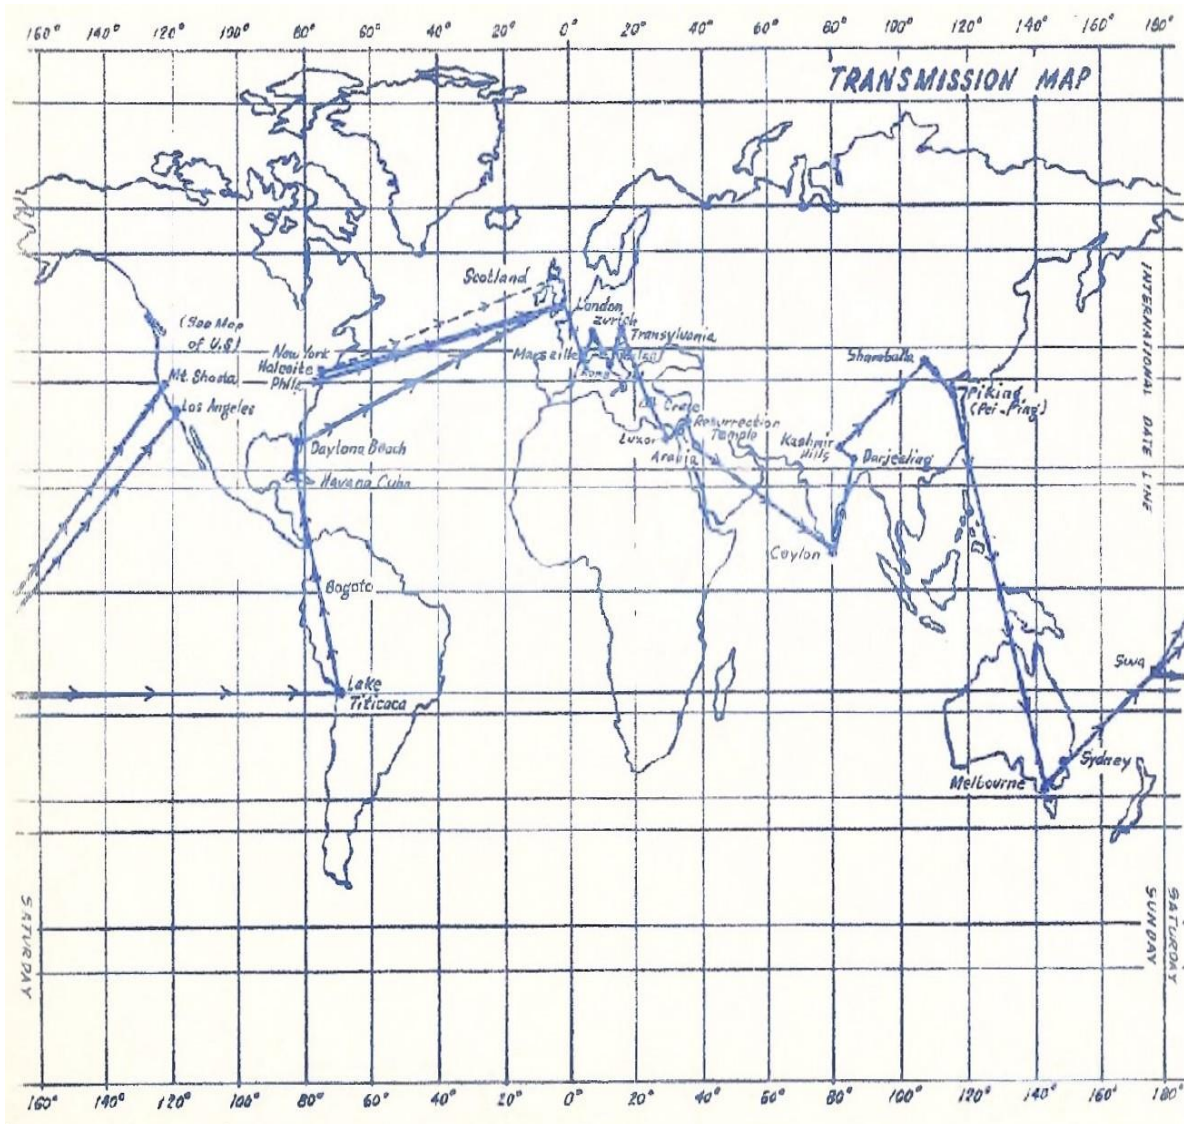 160° 140° 120° 100° 80° 60° 40° 20° 0° 20° 40° 60° 80° 100° 120° 140° 160° 180°
TRANSMISSION MAP
Scotland
London
Zurich
Transylvania
(See Map
of U.S)
New York
Halcoite
Phila
Marseille
Rome
Shamballa
Mt. Shasta
Los Angeles
PiKing
(Pei-Ping)
Crete
Resurrection
Temple
Luxor
Arabia
Kashmir
Hills
Darjeeling
Daytona Beach
Havana Cuba
Ceylon
Bogota
Lake
Titicaca
Suva
Sydney
Melbourne
INTERNATIONAL DATE LINE
SATURDAY
SUNDAY
SATURDAY
160° 140° 120° 100° 80° 60° 40° 20° 0° 20° 40° 60° 80° 100° 120° 140° 160° 180°